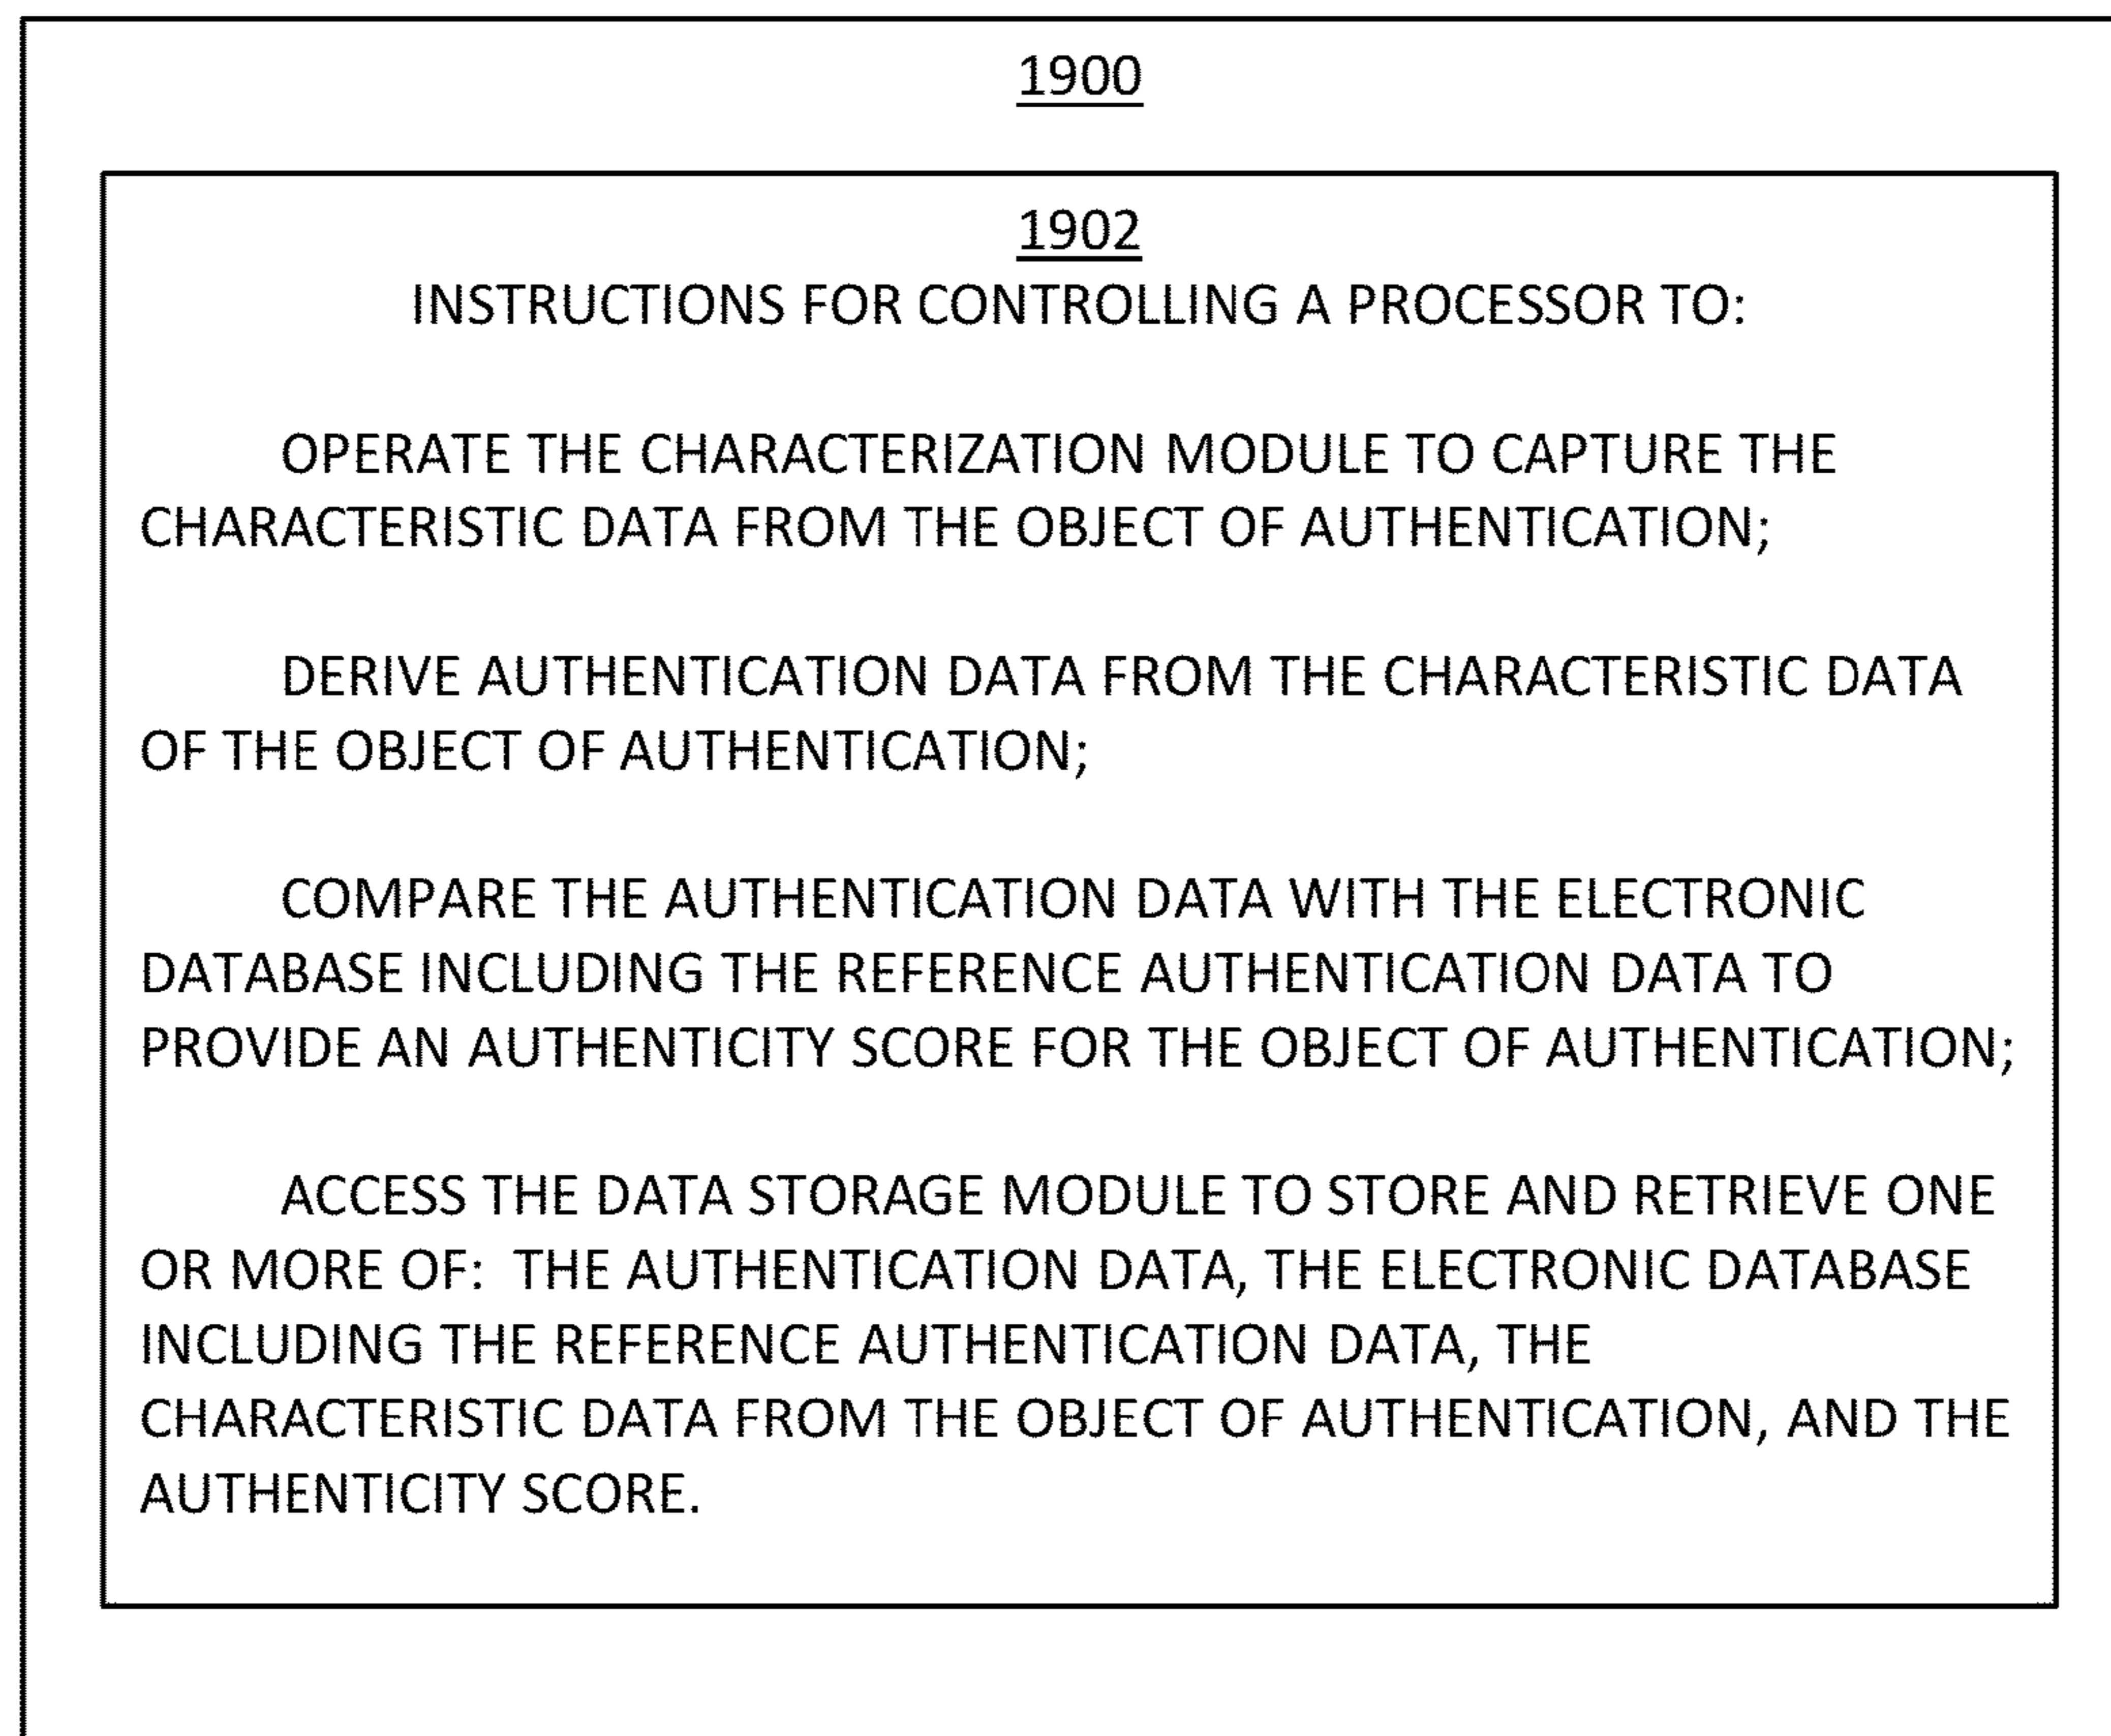 1900
1902
INSTRUCTIONS FOR CONTROLLING A PROCESSOR TO:
OPERATE THE CHARACTERIZATION MODULE TO CAPTURE THE
CHARACTERISTIC DATA FROM THE OBJECT OF AUTHENTICATION;
DERIVE AUTHENTICATION DATA FROM THE CHARACTERISTIC DATA
OF THE OBJECT OF AUTHENTICATION;
COMPARE THE AUTHENTICATION DATA WITH THE ELECTRONIC
DATABASE INCLUDING THE REFERENCE AUTHENTICATION DATA TO
PROVIDE AN AUTHENTICITY SCORE FOR THE OBJECT OF AUTHENTICATION;
ACCESS THE DATA STORAGE MODULE TO STORE AND RETRIEVE ONE
OR MORE OF:  THE AUTHENTICATION DATA, THE ELECTRONIC DATABASE
INCLUDING THE REFERENCE AUTHENTICATION DATA, THE
CHARACTERISTIC DATA FROM THE OBJECT OF AUTHENTICATION, AND THE
AUTHENTICITY SCORE.